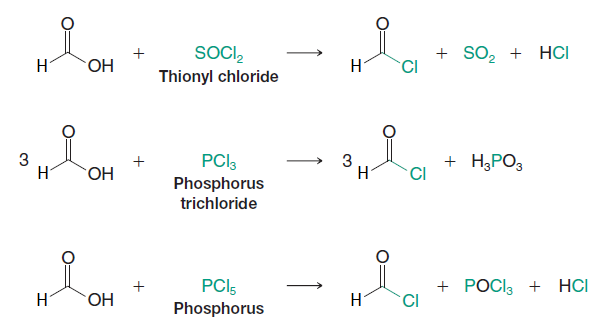 O O
H OH + SOCl₂ → H Cl + SO₂ + HCl
Thionyl chloride
O O
3 H OH + PCl₃ → 3 H Cl + H₃PO₃
Phosphorus
trichloride
O O
H OH + PCl₅ → H Cl + POCl₃ + HCl
Phosphorus